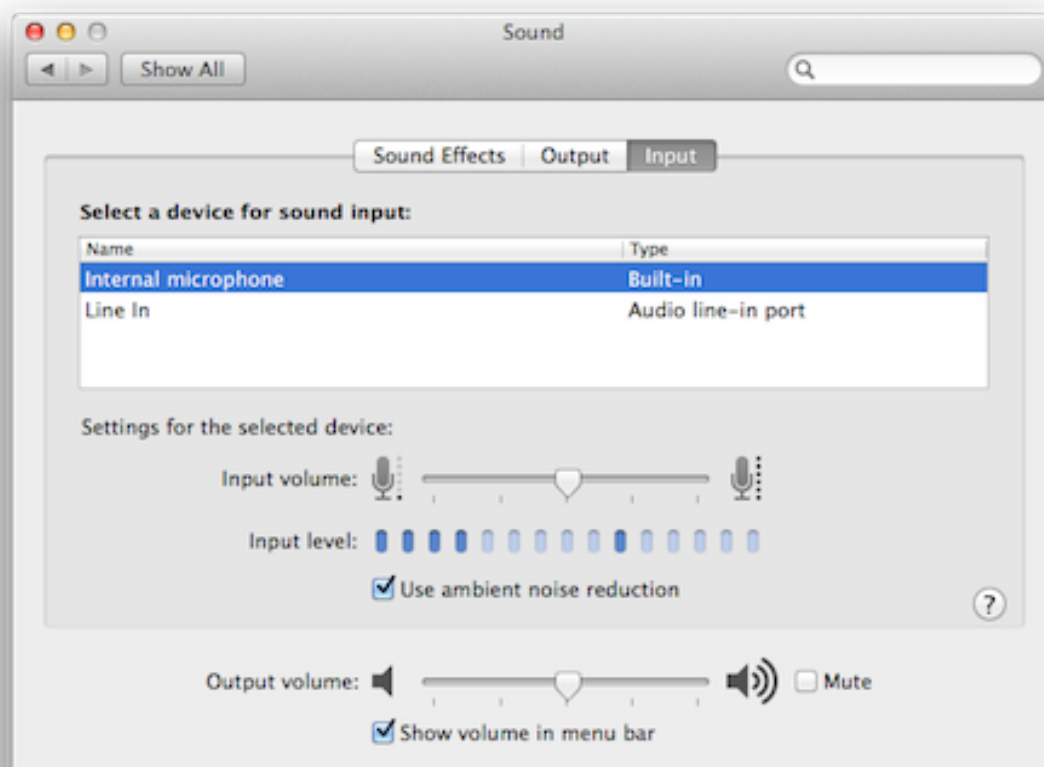 Sound
Show All
Sound Effects Output Input
Select a device for sound input:
Name Type
Internal microphone Built-in
Line In Audio line-in port
Settings for the selected device:
Input volume:
Input level:
Use ambient noise reduction
?
Output volume: Mute
Show volume in menu bar